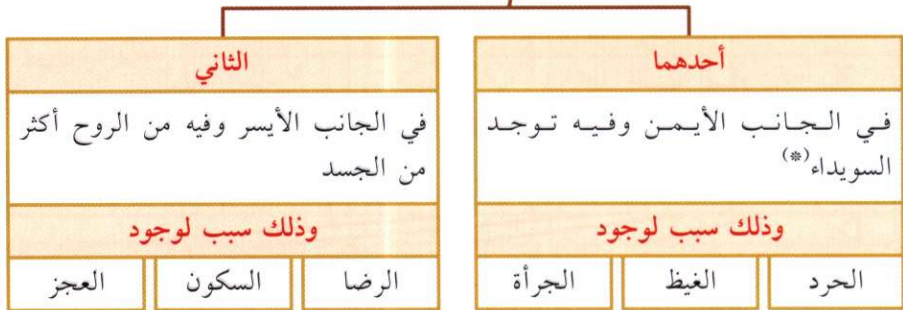 أحدهما
في الجانب الأيمن وفيه توجد
السويداء(*)
وذلك سبب لوجود
الحرد
الغيظ
الجرأة
الثاني
في الجانب الأيسر وفيه من الروح أكثر
من الجسد
وذلك سبب لوجود
الرضا
السكون
العجز